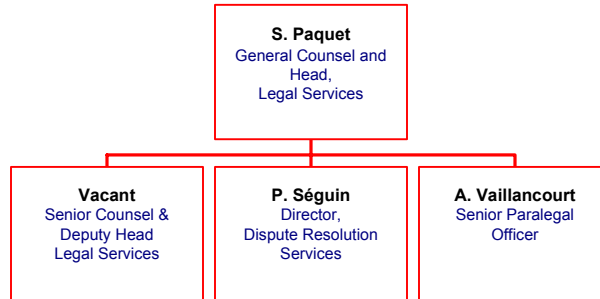 S. Paquet
General Counsel and
Head,
Legal Services
Vacant
Senior Counsel &
Deputy Head
Legal Services
P. Séguin
Director,
Dispute Resolution
Services
A. Vaillancourt
Senior Paralegal
Officer